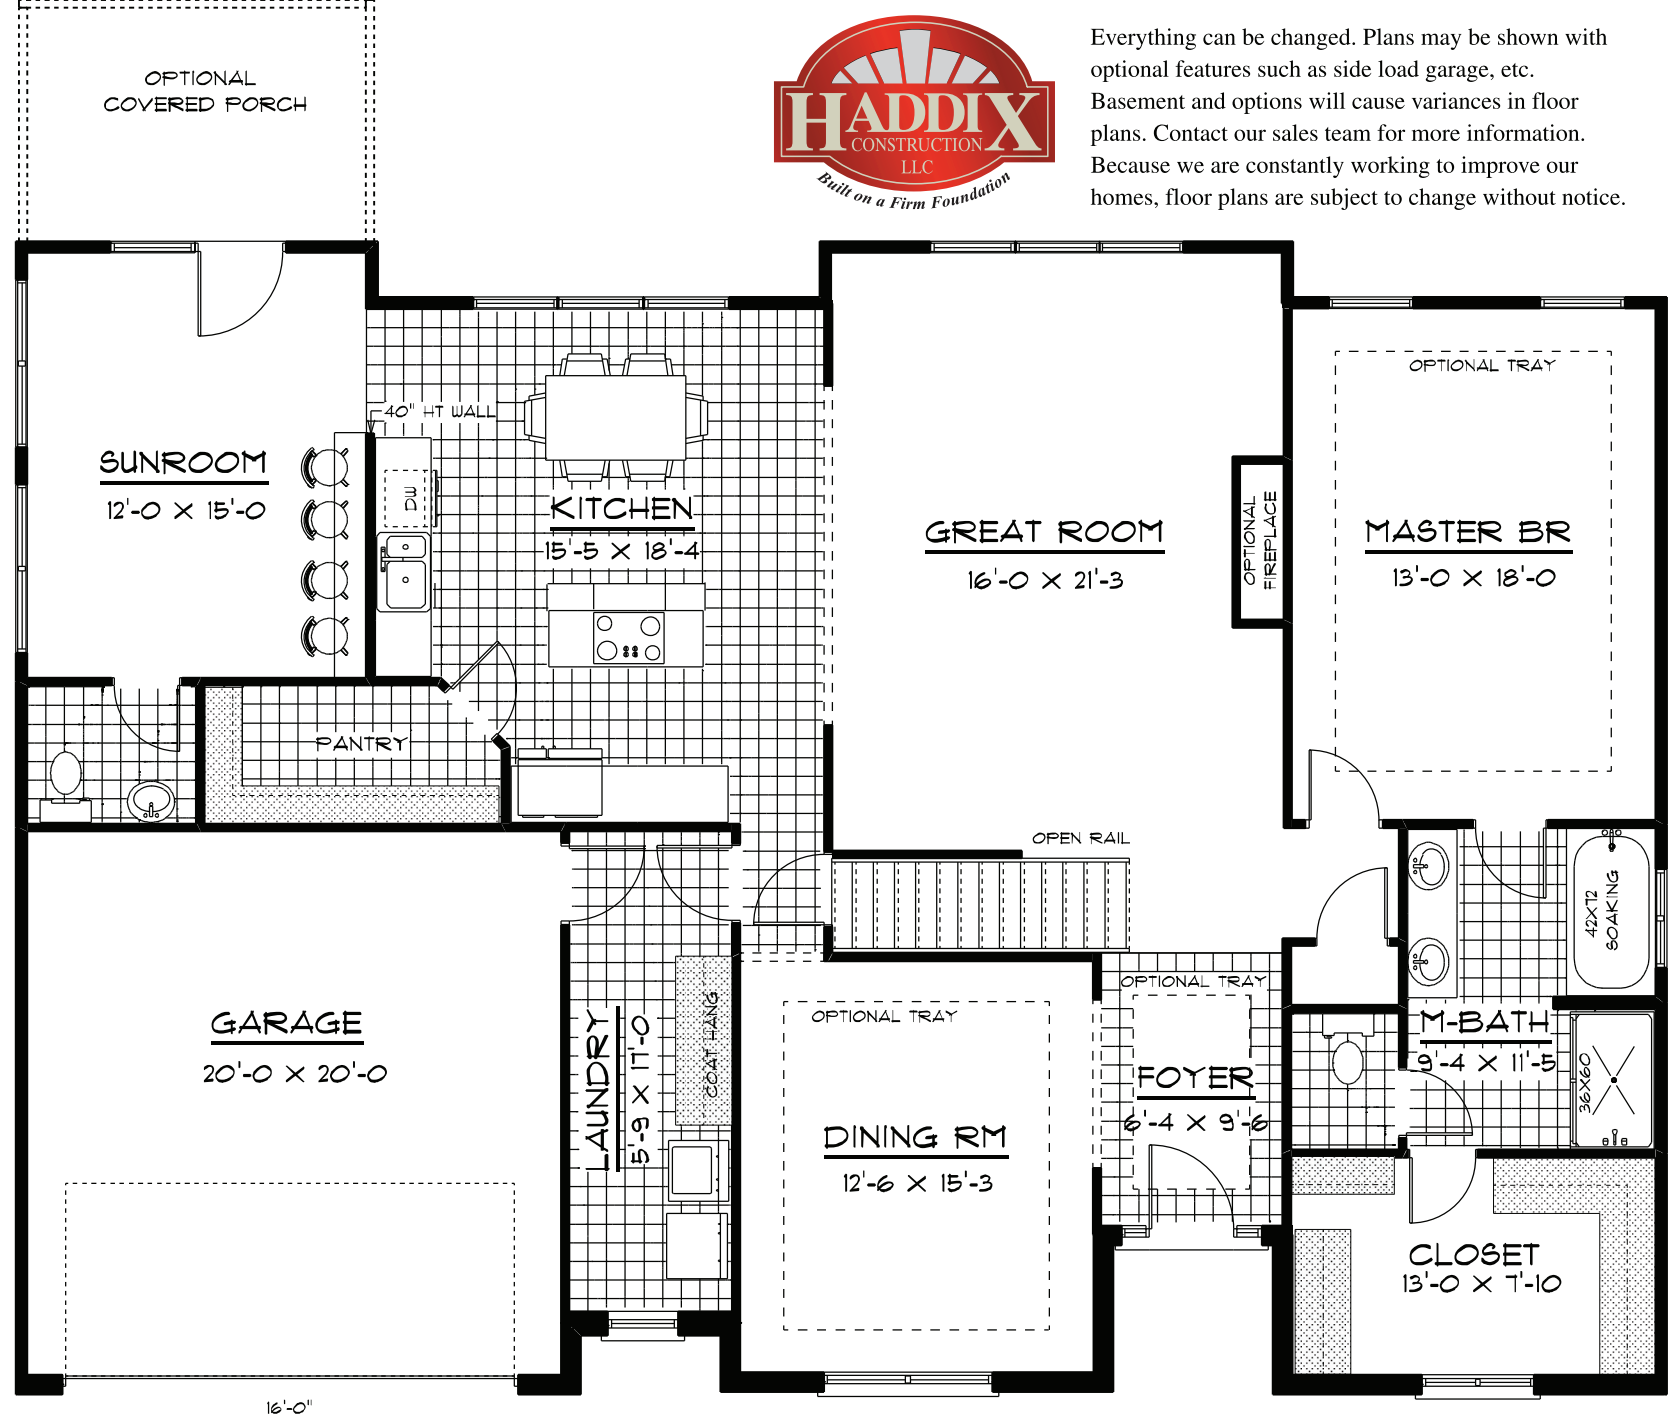 OPTIONAL
COVERED PORCH
HADDIX
CONSTRUCTION
LLC
Built on a Firm Foundation
Everything can be changed. Plans may be shown with
optional features such as side load garage, etc.
Basement and options will cause variances in floor
plans. Contact our sales team for more information.
Because we are constantly working to improve our
homes, floor plans are subject to change without notice.
OPTIONAL TRAY
40" HT WALL
SUNROOM
12'-0 X 15'-0
DW
KITCHEN
15'-5 X 18'-4
GREAT ROOM
16'-0 X 21'-3
OPTIONAL
FIREPLACE
MASTER BR
13'-0 X 18'-0
PANTRY
OPEN RAIL
42X72
SOAKING
GARAGE
20'-0 X 20'-0
LAUNDRY
5'-9 X 17'-0
COAT HANG
OPTIONAL TRAY
DINING RM
12'-6 X 15'-3
OPTIONAL TRAY
FOYER
6'-4 X 9'-6
M-BATH
9'-4 X 11'-5
36X60
CLOSET
13'-0 X 7'-10
16'-0"